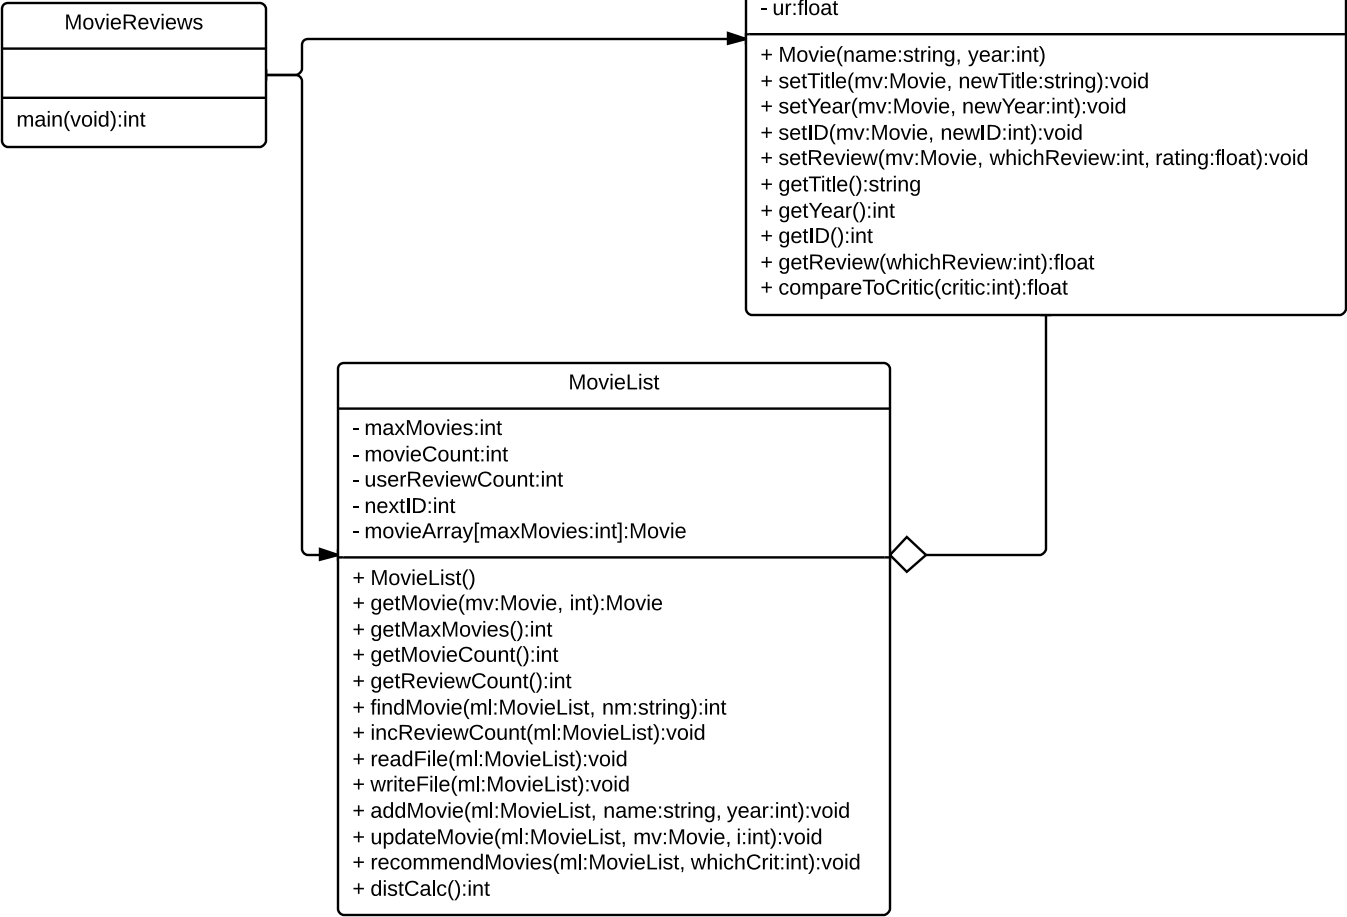 MovieReviews
main(void):int
- ur:float
+ Movie(name:string, year:int)
+ setTitle(mv:Movie, newTitle:string):void
+ setYear(mv:Movie, newYear:int):void
+ setID(mv:Movie, newID:int):void
+ setReview(mv:Movie, whichReview:int, rating:float):void
+ getTitle():string
+ getYear():int
+ getID():int
+ getReview(whichReview:int):float
+ compareToCritic(critic:int):float
MovieList
- maxMovies:int
- movieCount:int
- userReviewCount:int
- nextID:int
- movieArray[maxMovies:int]:Movie
+ MovieList()
+ getMovie(mv:Movie, int):Movie
+ getMaxMovies():int
+ getMovieCount():int
+ getReviewCount():int
+ findMovie(ml:MovieList, nm:string):int
+ incReviewCount(ml:MovieList):void
+ readFile(ml:MovieList):void
+ writeFile(ml:MovieList):void
+ addMovie(ml:MovieList, name:string, year:int):void
+ updateMovie(ml:MovieList, mv:Movie, i:int):void
+ recommendMovies(ml:MovieList, whichCrit:int):void
+ distCalc():int